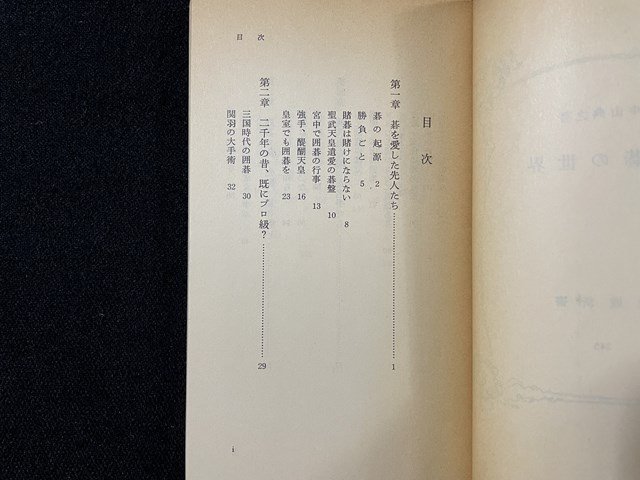 目次
目次
第一章 碁を愛した先人たち……………………1
碁の起源 2
勝負ごと 5
賭碁は賭けにならない 8
聖武天皇遺愛の碁盤 10
宮中で囲碁の行事 13
強手、醍醐天皇 16
皇室でも囲碁を 23
第二章 二千年の昔、既にプロ級?……………………29
三国時代の囲碁 30
関羽の大手術 32
i
の世界